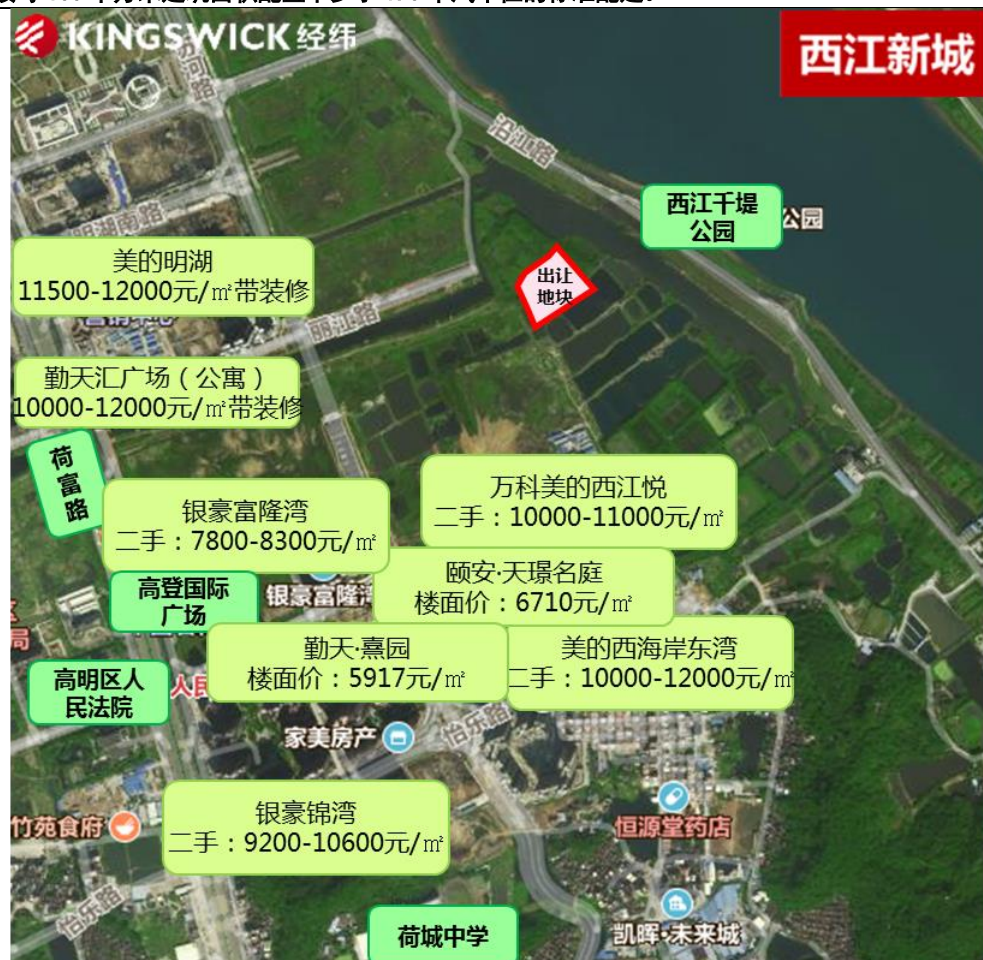 KINGSWICK 经纬
西江新城
沿江路
明湖南路
西江千堤
公园
公园
出让
地块
美的明湖
11500-12000元/㎡带装修
丽江路
勤天汇广场（公寓）
10000-12000元/㎡带装修
荷富路
万科美的西江悦
二手：10000-11000元/㎡
银豪富隆湾
二手：7800-8300元/㎡
颐安·天璟名庭
楼面价：6710元/㎡
高登国际
广场
银豪富隆湾
局
勤天·熹园
楼面价：5917元/㎡
美的西海岸东湾
二手：10000-12000元/㎡
高明区人
民法院
人民
家美房产
怡乐路
银豪锦湾
二手：9200-10600元/㎡
竹苑食府
恒源堂药店
怡乐路
荷城中学
凯晖·未来城